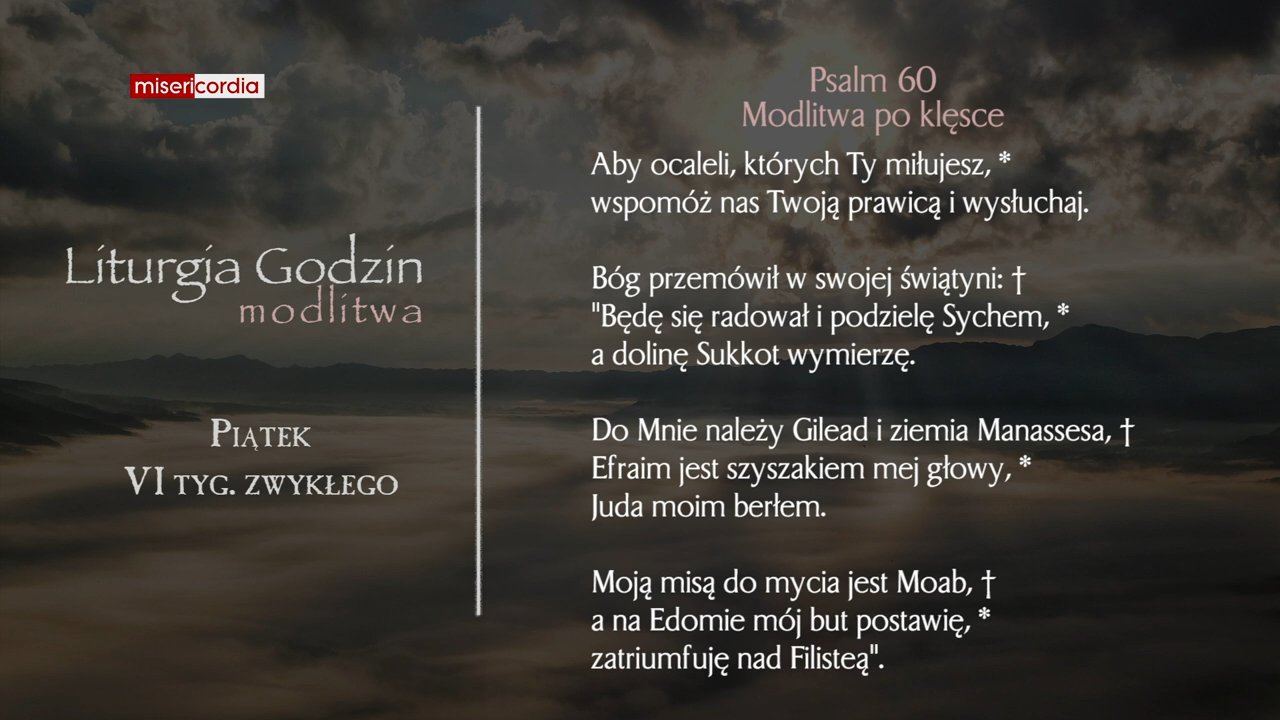 misericordia
Liturgia Godzin
modlitwa
Piątek
VI tyg. zwykłego
Psalm 60
Modlitwa po klęsce
Aby ocaleli, których Ty miłujesz, *
wspomóż nas Twoją prawicą i wysłuchaj.
Bóg przemówił w swojej świątyni: †
"Będę się radował i podzielę Sychem, *
a dolinę Sukkot wymierzę.
Do Mnie należy Gilead i ziemia Manassesa, †
Efraim jest szyszakiem mej głowy, *
Juda moim berłem.
Moją misą do mycia jest Moab, †
a na Edomie mój but postawię, *
zatriumfuję nad Filisteą".